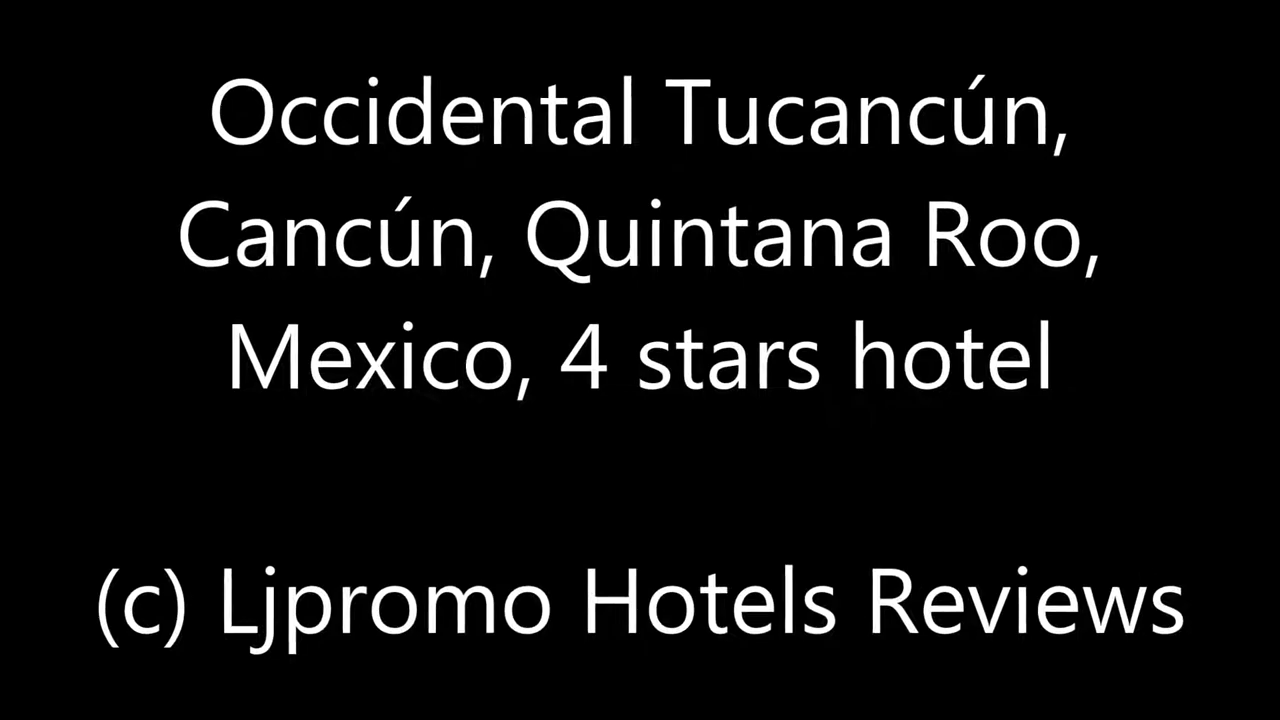 Occidental Tucancún,
Cancún, Quintana Roo,
Mexico, 4 stars hotel
(c) Ljpromo Hotels Reviews